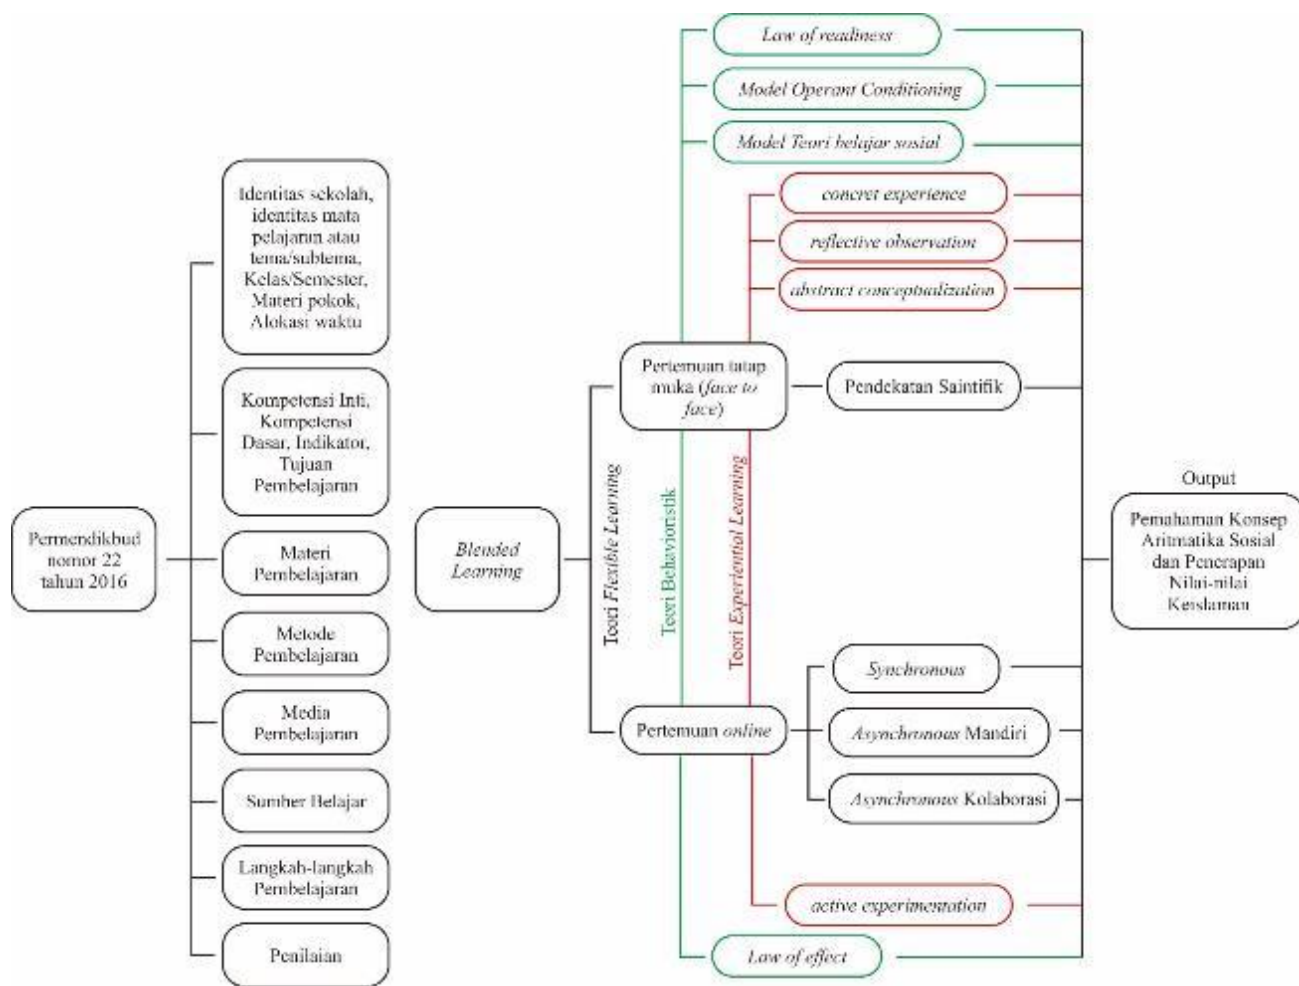 Permendikbud
nomor 22
tahun 2016
Identitas sekolah,
identitas mata
pelajaran atau
tema/subtema,
Kelas/Semester,
Materi pokok,
Alokasi waktu
Kompetensi Inti,
Kompetensi
Dasar, Indikator,
Tujuan
Pembelajaran
Materi
Pembelajaran
Metode
Pembelajaran
Media
Pembelajaran
Sumber Belajar
Langkah-langkah
Pembelajaran
Penilaian
Blended
Learning
Teori Flexible Learning
Teori Behavioristik
Teori Experiential Learning
Law of readiness
Model Operant Conditioning
Model Teori belajar sosial
concret experience
reflective observation
abstract conceptualization
Pertemuan tatap
muka (face to
face)
Pendekatan Saintifik
Pertemuan online
Synchronous
Asynchronous Mandiri
Asynchronous Kolaborasi
active experimentation
Law of effect
Output
Pemahaman Konsep
Aritmatika Sosial
dan Penerapan
Nilai-nilai
Keislaman